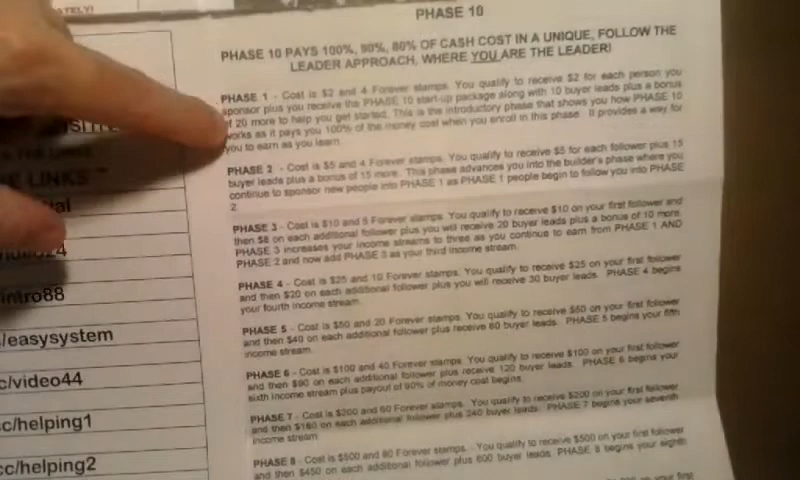 ATELY!
LINKS
intro88
/easysystem
c/video44
cc/helping1
cc/helping2
PHASE 10
PHASE 10 PAYS 100%, 90%, 80% OF CASH COST IN A UNIQUE, FOLLOW THE
LEADER APPROACH, WHERE YOU ARE THE LEADER!
PHASE 1 - Cost is $2 and 4 Forever stamps. You qualify to receive $2 for each person you
sponsor plus you receive the PHASE 10 start-up package along with 10 buyer leads plus a bonus
of 20 more to help you get started. This is the introductory phase that shows you how PHASE 10
works as it pays you 100% of the money cost when you enroll in this phase. It provides a way for
you to earn as you learn.
PHASE 2 - Cost is $5 and 4 Forever stamps. You qualify to receive $5 for each follower plus 15
buyer leads plus a bonus of 15 more. This phase advances you into the builder's phase where you
continue to sponsor new people into PHASE 1 as PHASE 1 people begin to follow you into PHASE
2.
PHASE 3 - Cost is $10 and 5 Forever stamps. You qualify to receive $10 on your first follower and
then $8 on each additional follower plus you will receive 20 buyer leads plus a bonus of 10 more.
PHASE 3 increases your income streams to three as you continue to earn from PHASE 1 AND
PHASE 2 and now add PHASE 3 as your third income stream.
PHASE 4 - Cost is $25 and 10 Forever stamps. You qualify to receive $25 on your first follower
and then $20 on each additional follower plus you will receive 30 buyer leads. PHASE 4 begins
your fourth income stream.
PHASE 5 - Cost is $50 and 20 Forever stamps. You qualify to receive $50 on your first follower
and then $40 on each additional follower plus receive 60 buyer leads. PHASE 5 begins your fifth
income stream.
PHASE 6 - Cost is $100 and 40 Forever stamps. You qualify to receive $100 on your first follower
and then $90 on each additional follower plus receive 120 buyer leads. PHASE 6 begins your
sixth income stream plus payout of 90% of money cost begins.
PHASE 7 - Cost is $200 and 60 Forever stamps. You qualify to receive $200 on your first follower
and then $180 on each additional follower plus 240 buyer leads. PHASE 7 begins your seventh
income stream.
PHASE 8 - Cost is $500 and 80 Forever stamps. You qualify to receive $500 on your first follower
and then $450 on each additional follower plus 600 buyer leads. PHASE 8 begins your eighth